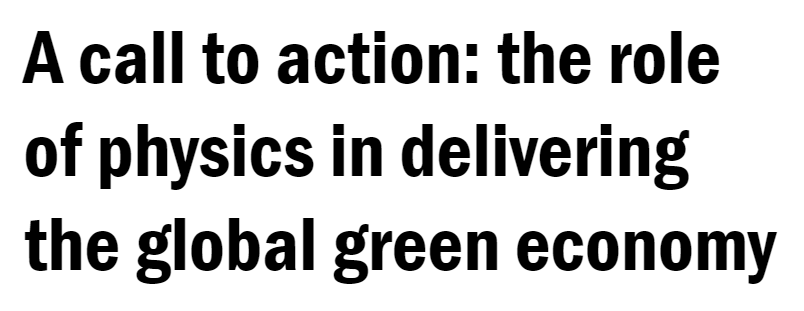 A call to action: the role
of physics in delivering
the global green economy